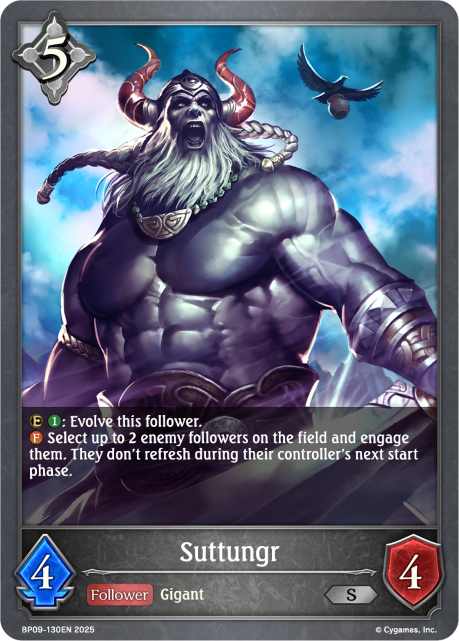 5
E 1: Evolve this follower.
F Select up to 2 enemy followers on the field and engage
them. They don't refresh during their controller's next start
phase.
Suttungr
4
Follower Gigant
S
4
BP09-130EN 2025
© Cygames, Inc.